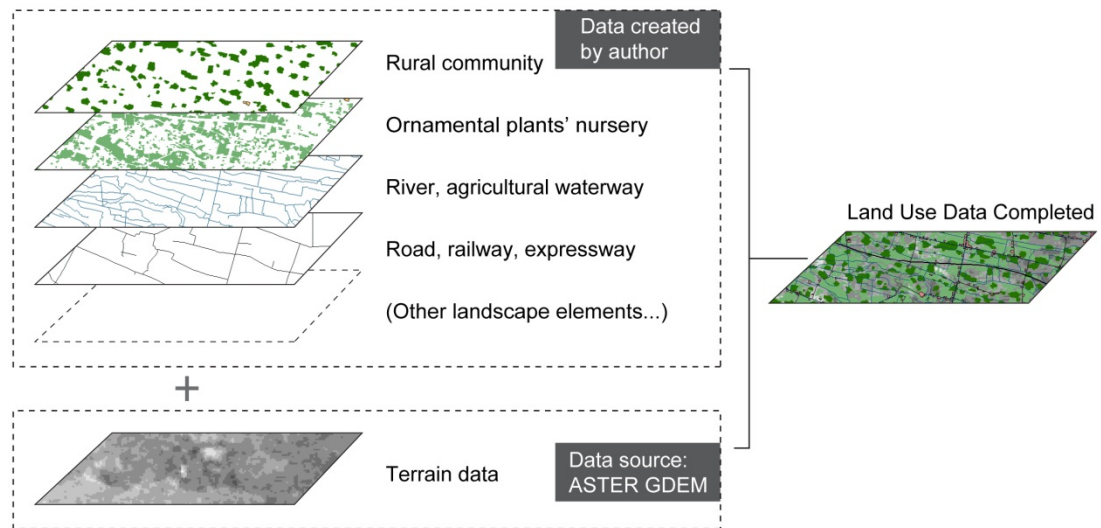 Data created
by author
Rural community
Ornamental plants' nursery
River, agricultural waterway
Road, railway, expressway
(Other landscape elements...)
+
Terrain data
Data source:
ASTER GDEM
Land Use Data Completed